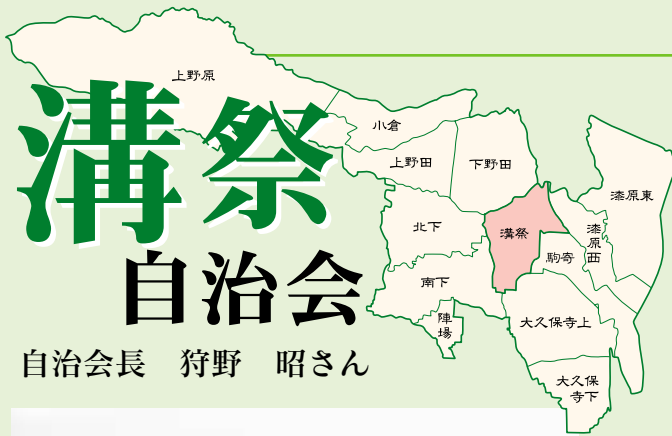 溝祭
自治会
自治会長　狩野　昭さん
上野原
小倉
上野田
下野田
北下
溝祭
南下
陣場
駒寄
漆原西
漆原東
大久保寺上
大久保
寺下